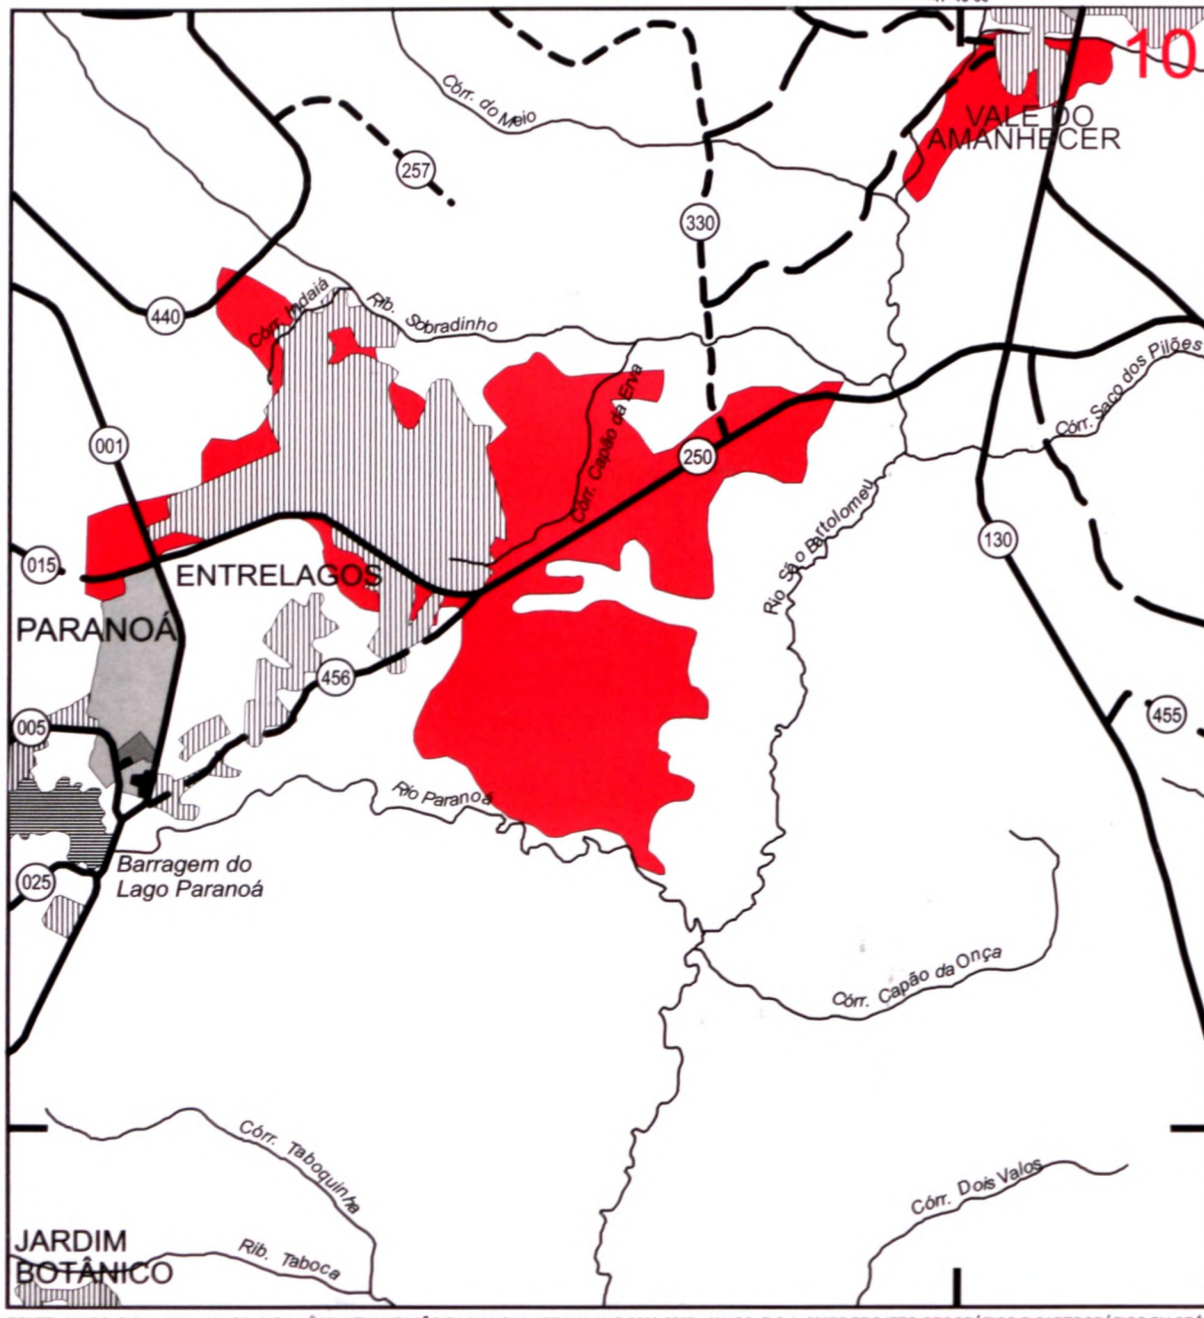 10
VALE DO
AMANHECER
Córr. do Meio
257
330
440
Córr. Indaiá
Rib. Sobradinho
Córr. Capão da Erva
Córr. Saco dos Pilões
001
250
130
015
ENTRELAGOS
Rio São Bartolomeu
PARANOÁ
456
005
455
Rio Paranoá
Barragem do
Lago Paranoá
025
Córr. Capão da Onça
Córr. Taboquinha
Córr. Dois Valos
JARDIM
BOTÂNICO
Rib. Taboca